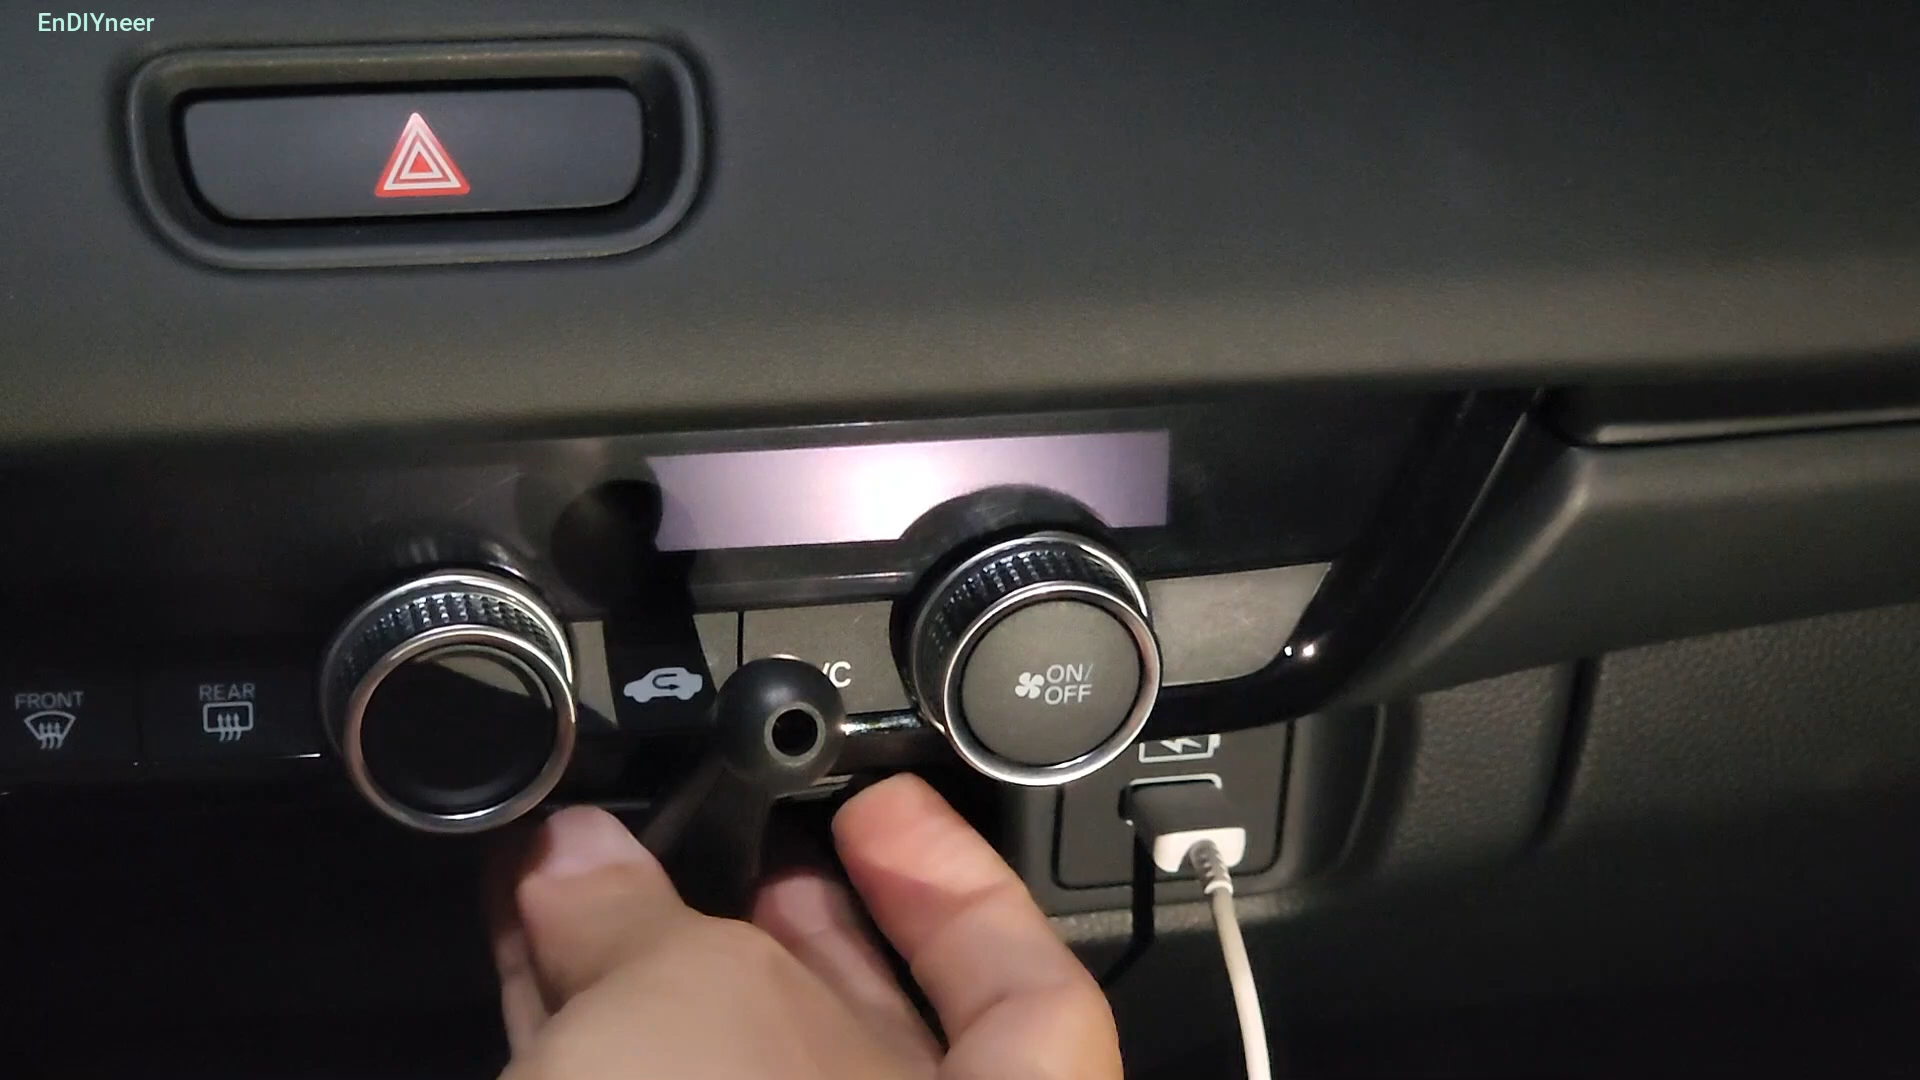 EnDIYneer
FRONT
REAR
/C
ON/
OFF